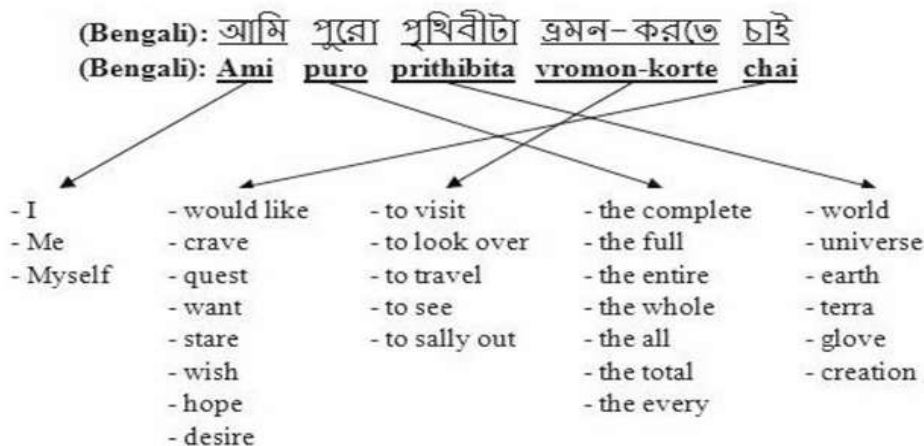 (Bengali): আমি পুরো পৃথিবীটা ভ্রমন-করতে চাই
(Bengali): Ami puro prithibita vromon-korte chai
- I - would like - to visit - the complete - world
- Me - crave - to look over - the full - universe
- Myself - quest - to travel - the entire - earth
- want - to see - the whole - terra
- stare - to sally out - the all - glove
- wish - the total - creation
- hope - the every
- desire